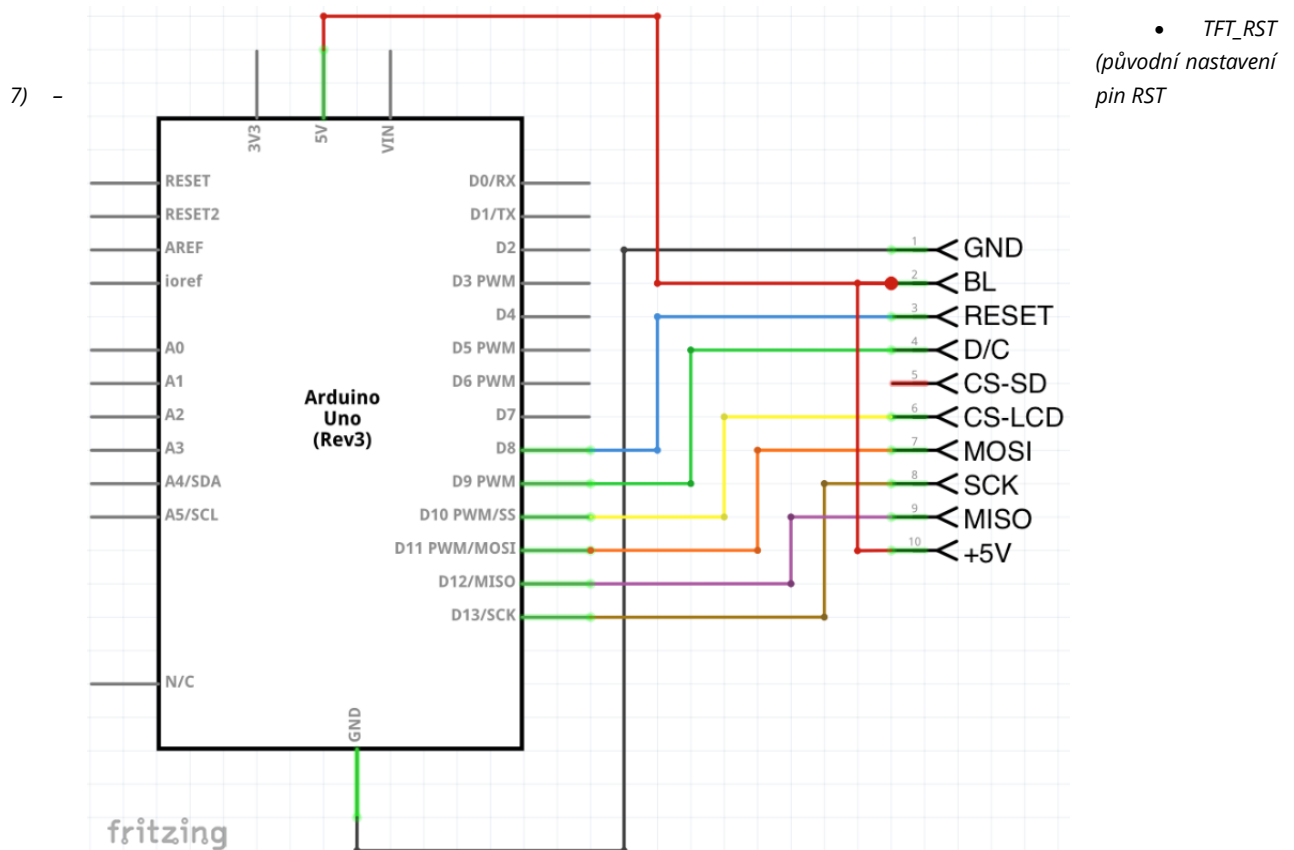 • TFT_RST
(původní nastavení
7) –
pin RST
3V3
5V
VIN
RESET
RESET2
AREF
ioref
A0
A1
A2
A3
A4/SDA
A5/SCL
N/C
Arduino
Uno
(Rev3)
D0/RX
D1/TX
D2
D3 PWM
D4
D5 PWM
D6 PWM
D7
D8
D9 PWM
D10 PWM/SS
D11 PWM/MOSI
D12/MISO
D13/SCK
GND
1 GND
2 BL
3 RESET
4 D/C
5 CS-SD
6 CS-LCD
7 MOSI
8 SCK
9 MISO
10 +5V
fritzing